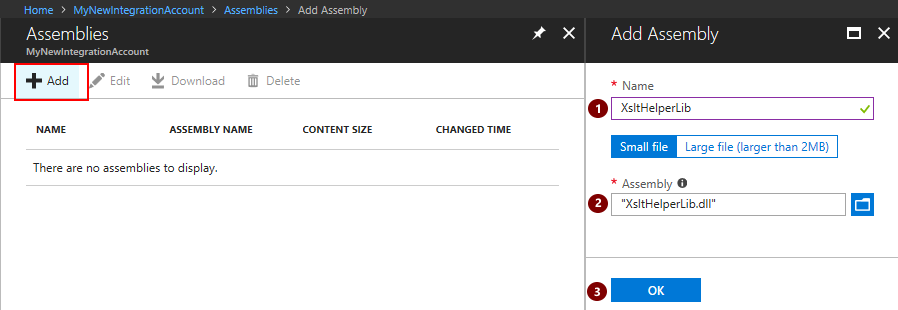 Home > MyNewIntegrationAccount > Assemblies > Add Assembly
Assemblies
MyNewIntegrationAccount
Add Edit Download Delete
NAME ASSEMBLY NAME CONTENT SIZE CHANGED TIME
There are no assemblies to display.
Add Assembly
* Name
1 XsltHelperLib
Small file Large file (larger than 2MB)
* Assembly
2 "XsltHelperLib.dll"
3 OK